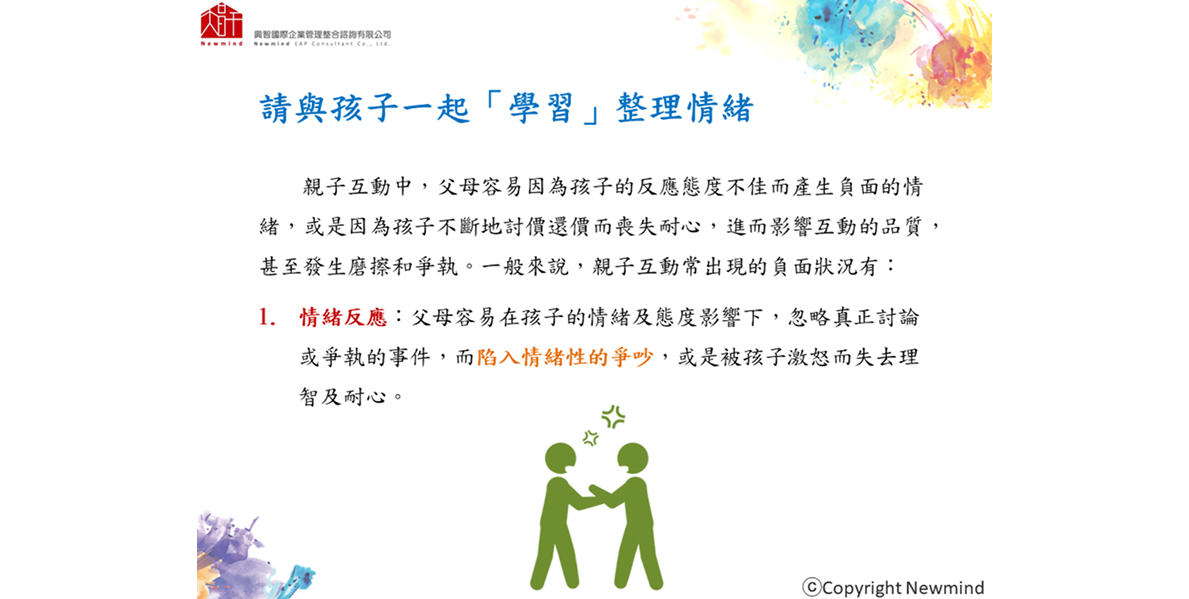 Newmind
興智國際企業管理整合諮詢有限公司
Newmind EAP Consultant Co., Ltd.
請與孩子一起「學習」整理情緒
親子互動中，父母容易因為孩子的反應態度不佳而產生負面的情
緒，或是因為孩子不斷地討價還價而喪失耐心，進而影響互動的品質，
甚至發生磨擦和爭執。一般來說，親子互動常出現的負面狀況有：
1. 情緒反應：父母容易在孩子的情緒及態度影響下，忽略真正討論
或爭執的事件，而陷入情緒性的爭吵，或是被孩子激怒而失去理
智及耐心。
ⓒCopyright Newmind